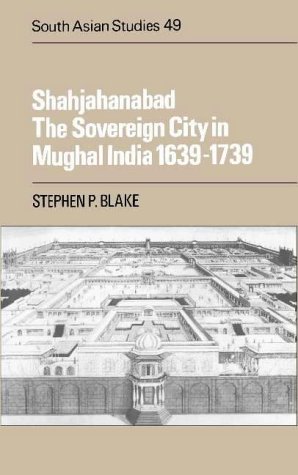 South Asian Studies 49
Shahjahanabad
The Sovereign City in
Mughal India 1639-1739
STEPHEN P. BLAKE